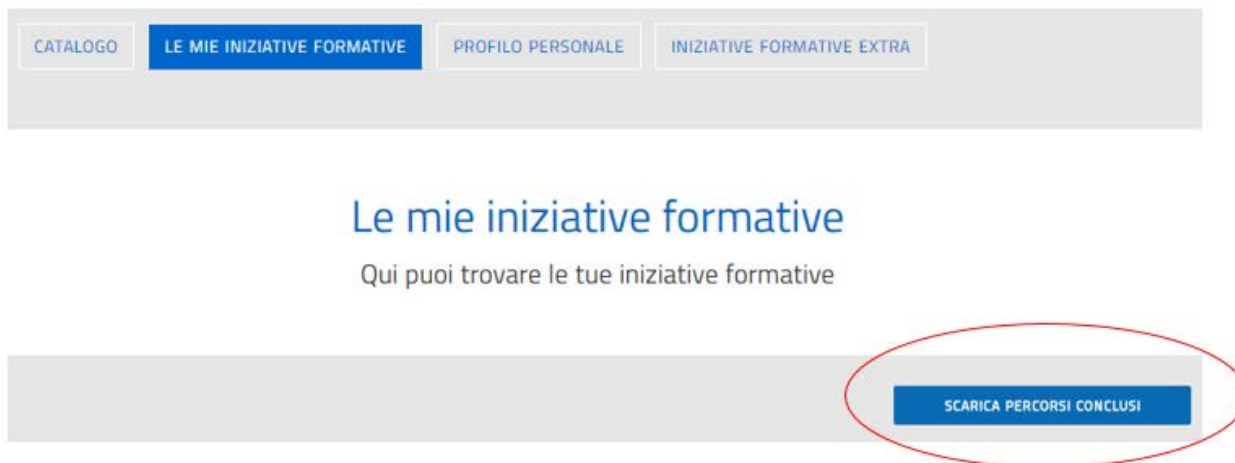 CATALOGO LE MIE INIZIATIVE FORMATIVE PROFILO PERSONALE INIZIATIVE FORMATIVE EXTRA
Le mie iniziative formative
Qui puoi trovare le tue iniziative formative
SCARICA PERCORSI CONCLUSI